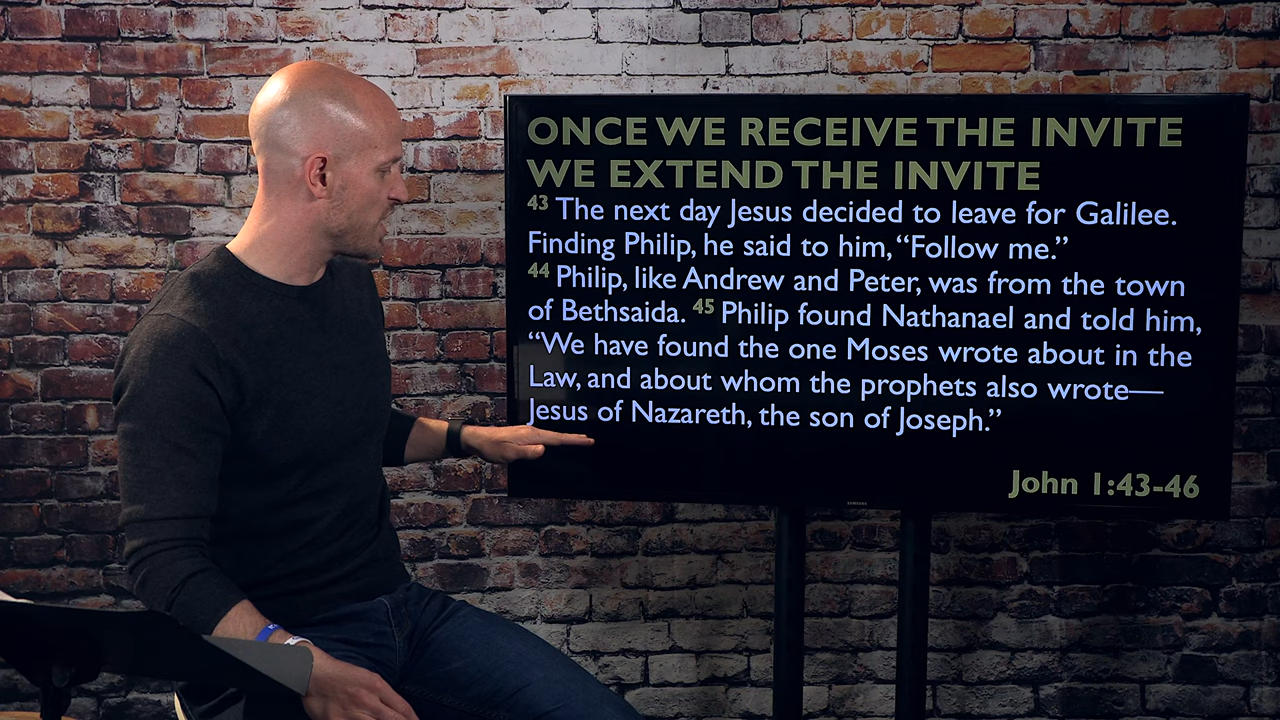 ONCE WE RECEIVE THE INVITE
WE EXTEND THE INVITE
43 The next day Jesus decided to leave for Galilee.
Finding Philip, he said to him, “Follow me.”
44 Philip, like Andrew and Peter, was from the town
of Bethsaida. 45 Philip found Nathanael and told him,
“We have found the one Moses wrote about in the
Law, and about whom the prophets also wrote—
Jesus of Nazareth, the son of Joseph.”
John 1:43-46
SAMSUNG